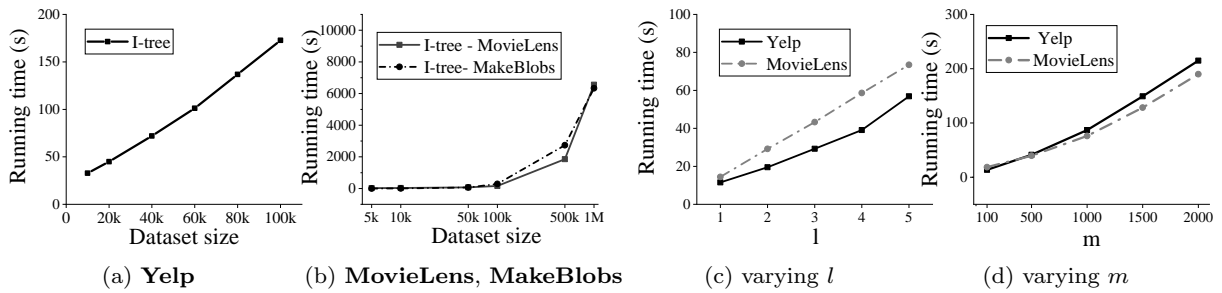 Running time (s)
200
150
100
50
0
I-tree
0 20k 40k 60k 80k 100k
Dataset size
(a) Yelp
Running time (s)
10000
8000
6000
4000
2000
0
I-tree - MovieLens
I-tree- MakeBlobs
5k 10k 50k 100k 500k 1M
Dataset size
(b) MovieLens, MakeBlobs
Running time (s)
100
80
60
40
20
0
Yelp
MovieLens
1 2 3 4 5
l
(c) varying l
Running time (s)
300
200
100
0
Yelp
MovieLens
100 500 1000 1500 2000
m
(d) varying m